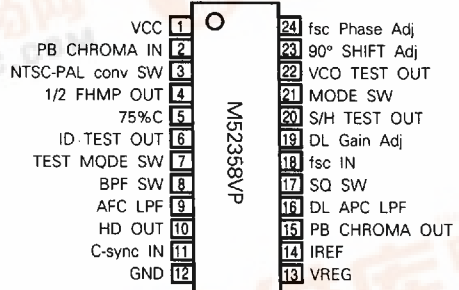 VCC 1
PB CHROMA IN 2
NTSC-PAL conv SW 3
1/2 FHMP OUT 4
75%C 5
ID TEST OUT 6
TEST MODE SW 7
BPF SW 8
AFC LPF 9
HD OUT 10
C-sync IN 11
GND 12
M52358VP
24 fsc Phase Adj
23 90° SHIFT Adj
22 VCO TEST OUT
21 MODE SW
20 S/H TEST OUT
19 DL Gain Adj
18 fsc IN
17 SQ SW
16 DL APC LPF
15 PB CHROMA OUT
14 IREF
13 VREG